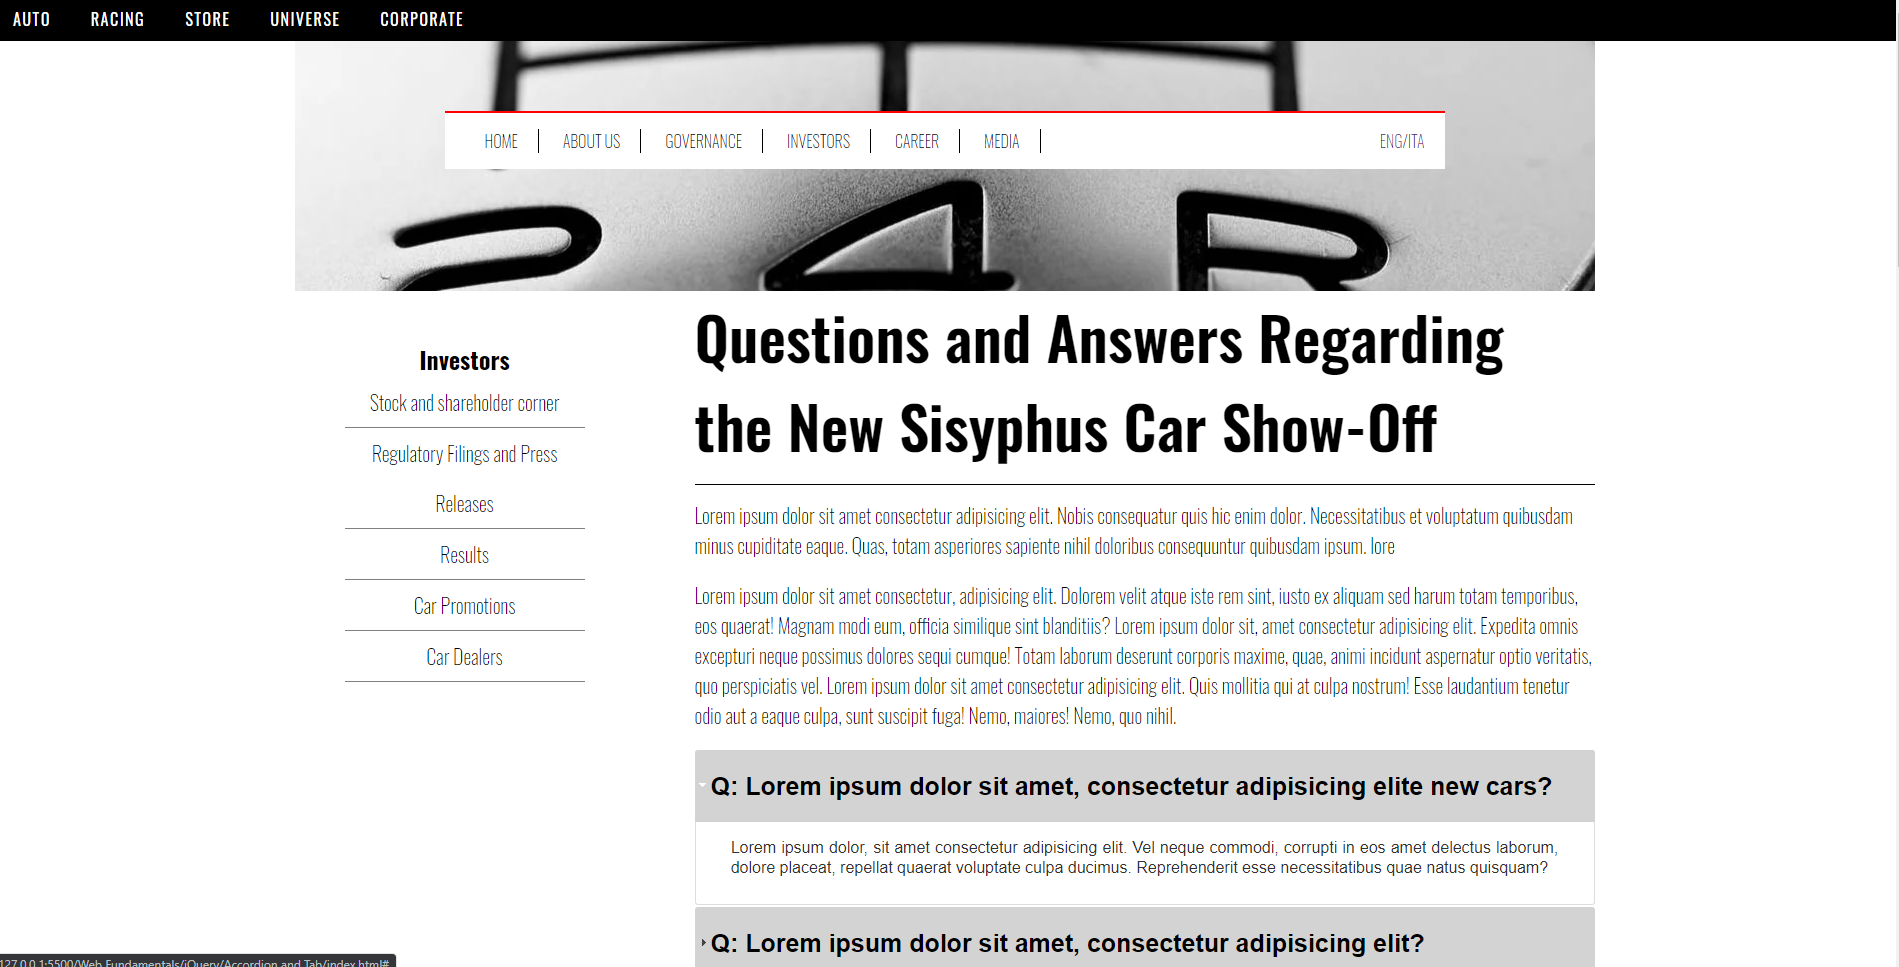 AUTO RACING STORE UNIVERSE CORPORATE
HOME ABOUT US GOVERNANCE INVESTORS CAREER MEDIA ENG/ITA
Investors
Stock and shareholder corner
Regulatory Filings and Press
Releases
Results
Car Promotions
Car Dealers
Questions and Answers Regarding
the New Sisyphus Car Show-Off
Lorem ipsum dolor sit amet consectetur adipisicing elit. Nobis consequatur quis hic enim dolor. Necessitatibus et voluptatum quibusdam
minus cupiditate eaque. Quas, totam asperiores sapiente nihil doloribus consequuntur quibusdam ipsum. lore
Lorem ipsum dolor sit amet consectetur, adipisicing elit. Dolorem velit atque iste rem sint, iusto ex aliquam sed harum totam temporibus,
eos quaerat! Magnam modi eum, officia similique sint blanditiis? Lorem ipsum dolor sit, amet consectetur adipisicing elit. Expedita omnis
excepturi neque possimus dolores sequi cumque! Totam laborum deserunt corporis maxime, quae, animi incidunt aspernatur optio veritatis,
quo perspiciatis vel. Lorem ipsum dolor sit amet consectetur adipisicing elit. Quis mollitia qui at culpa nostrum! Esse laudantium tenetur
odio aut a eaque culpa, sunt suscipit fuga! Nemo, maiores! Nemo, quo nihil.
Q: Lorem ipsum dolor sit amet, consectetur adipisicing elite new cars?
Lorem ipsum dolor, sit amet consectetur adipisicing elit. Vel neque commodi, corrupti in eos amet delectus laborum,
dolore placeat, repellat quaerat voluptate culpa ducimus. Reprehenderit esse necessitatibus quae natus quisquam?
Q: Lorem ipsum dolor sit amet, consectetur adipisicing elit?
127.0.0.1:5500/Web Fundamentals/jQuery/Accordion and Tab/index.html#